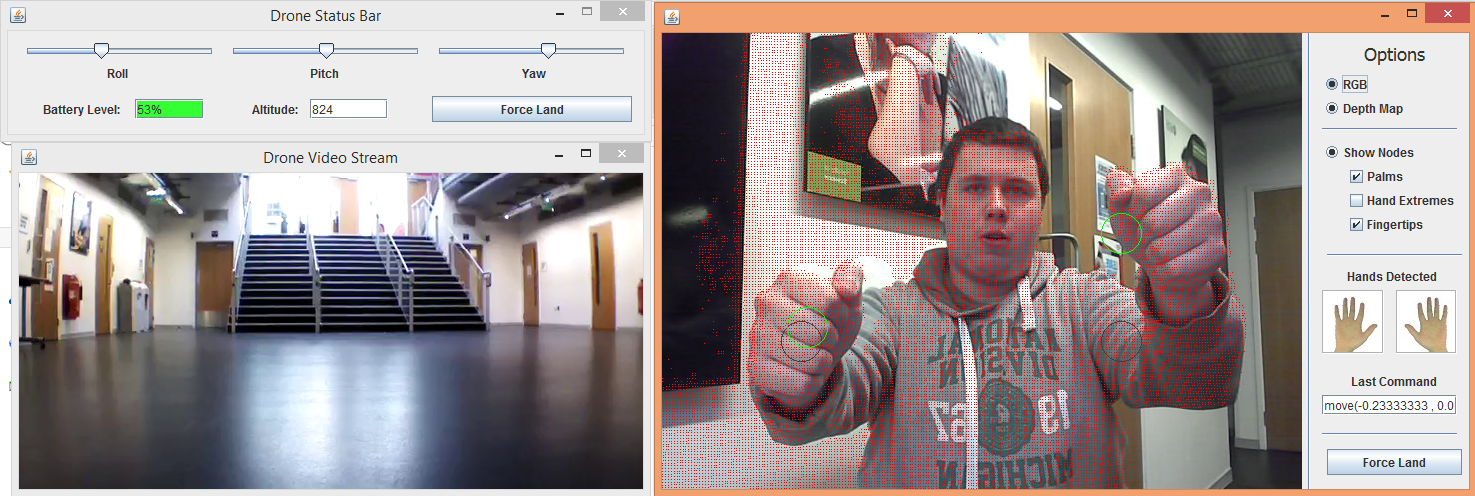 Drone Status Bar
Roll
Pitch
Yaw
Battery Level:
53%
Altitude:
824
Force Land
Drone Video Stream
Options
RGB
Depth Map
Show Nodes
Palms
Hand Extremes
Fingertips
Hands Detected
Last Command
move(-0.23333333 , 0.0
Force Land